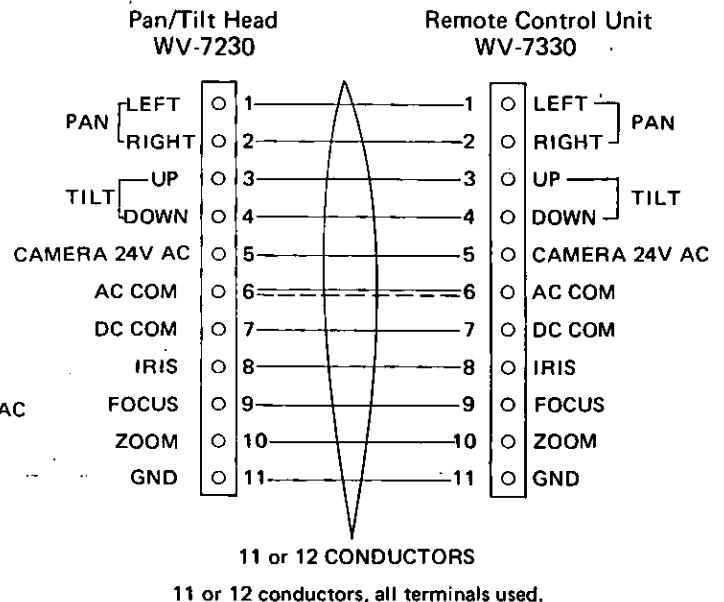 Pan/Tilt Head Remote Control Unit
WV-7230 WV-7330
PAN LEFT 1 1 LEFT PAN
RIGHT 2 2 RIGHT
TILT UP 3 3 UP TILT
DOWN 4 4 DOWN
CAMERA 24V AC 5 5 CAMERA 24V AC
AC COM 6 6 AC COM
DC COM 7 7 DC COM
IRIS 8 8 IRIS
AC FOCUS 9 9 FOCUS
ZOOM 10 10 ZOOM
GND 11 11 GND
11 or 12 CONDUCTORS
11 or 12 conductors, all terminals used.